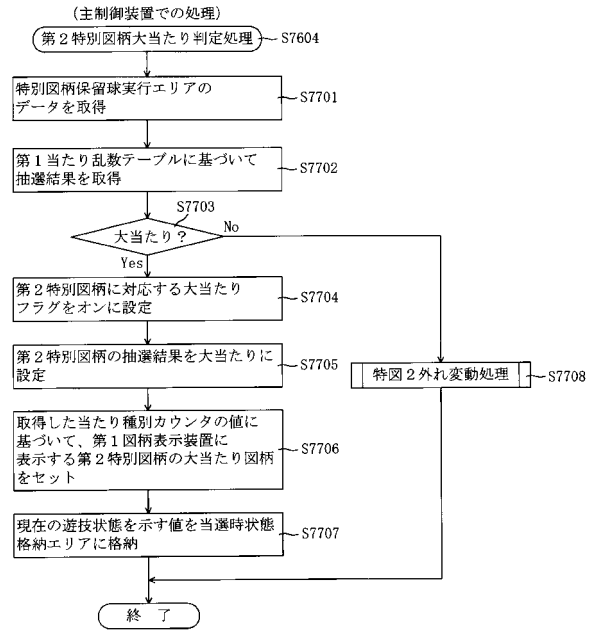 (主制御装置での処理)
第2特別図柄大当たり判定処理
S7604
特別図柄保留球実行エリアの
データを取得
S7701
第1当たり乱数テーブルに基づいて
抽選結果を取得
S7702
S7703
大当たり?
No
Yes
第2特別図柄に対応する大当たり
フラグをオンに設定
S7704
第2特別図柄の抽選結果を大当たりに
設定
S7705
特図2外れ変動処理
S7708
取得した当たり種別カウンタの値に
基づいて、第1図柄表示装置に
表示する第2特別図柄の大当たり図柄
をセット
S7706
現在の遊技状態を示す値を当選時状態
格納エリアに格納
S7707
終 了